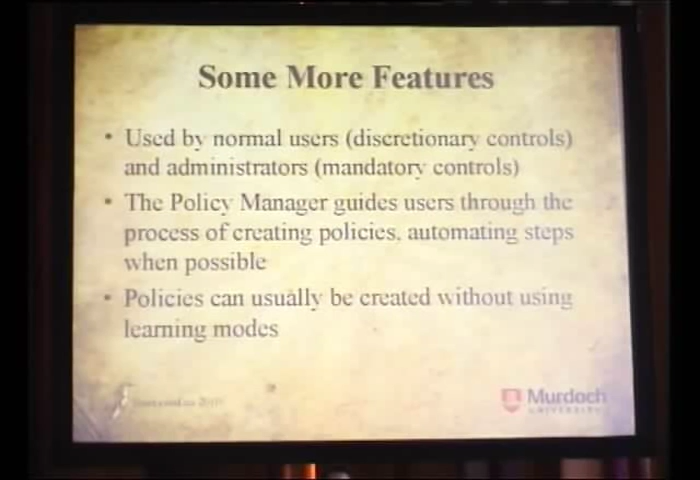 Some More Features
• Used by normal users (discretionary controls)
and administrators (mandatory controls)
• The Policy Manager guides users through the
process of creating policies, automating steps
when possible
• Policies can usually be created without using
learning modes
Murdoch
UNIVERSITY